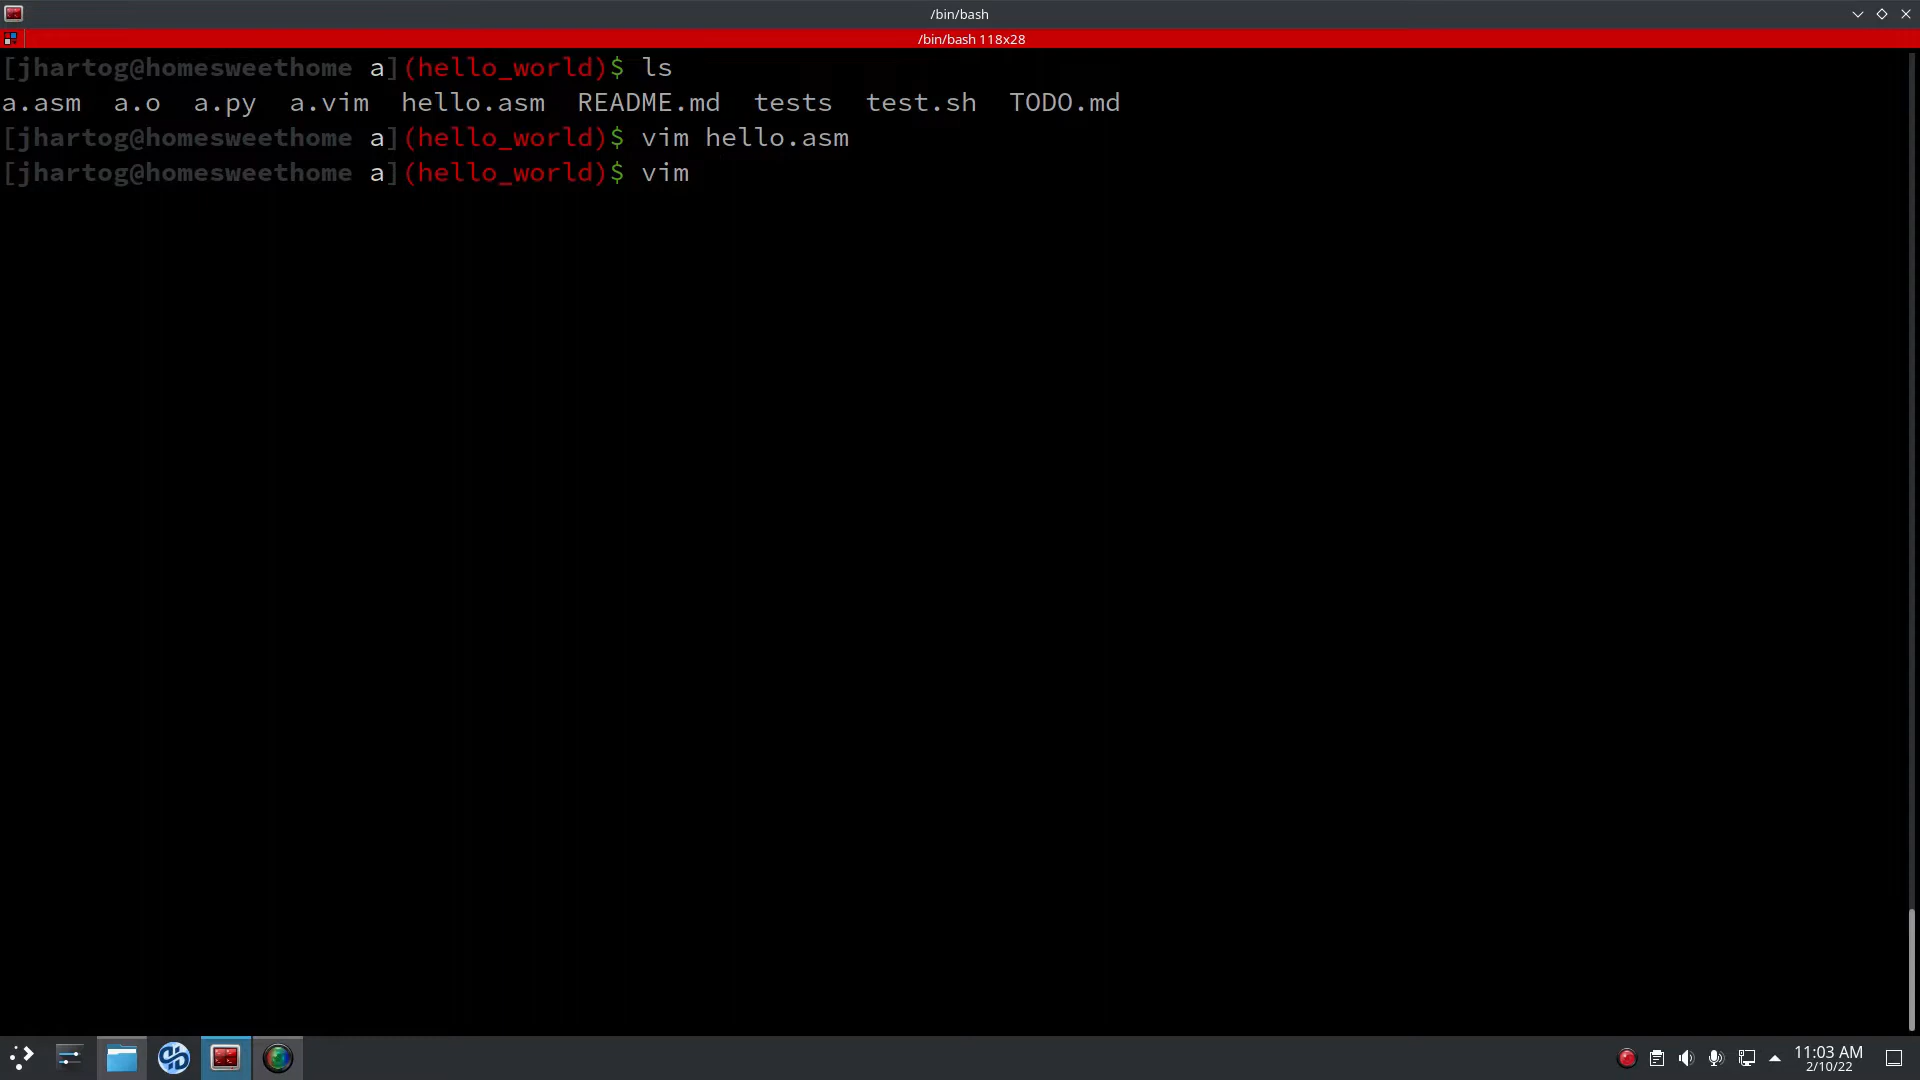 /bin/bash
/bin/bash 118x28
[jhartog@homesweethome a](hello_world)$ ls
a.asm  a.o  a.py  a.vim  hello.asm  README.md  tests  test.sh  TODO.md
[jhartog@homesweethome a](hello_world)$ vim hello.asm
[jhartog@homesweethome a](hello_world)$ vim
11:03 AM
2/10/22